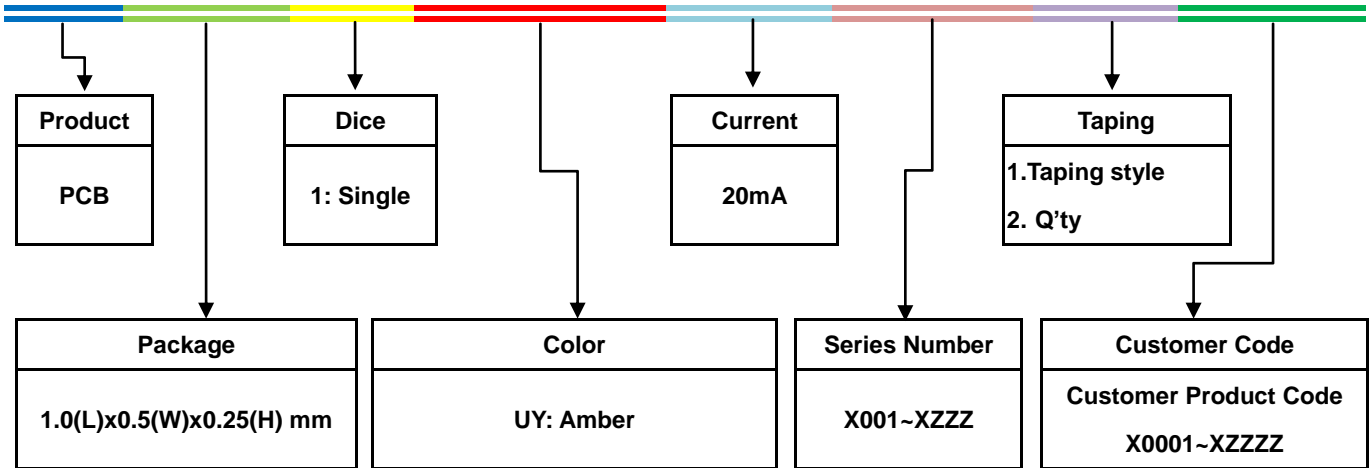 Product
PCB
Dice
1: Single
Current
20mA
Taping
1.Taping style
2. Q’ty
Package
1.0(L)x0.5(W)x0.25(H) mm
Color
UY: Amber
Series Number
X001~XZZZ
Customer Code
Customer Product Code
X0001~XZZZZ